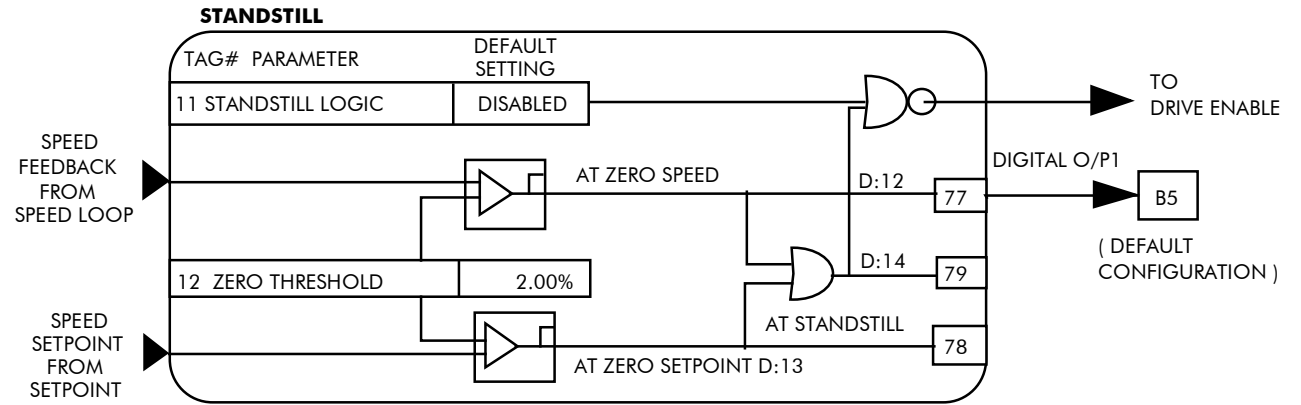 STANDSTILL
TAG# PARAMETER
DEFAULT
SETTING
11 STANDSTILL LOGIC
DISABLED
TO
DRIVE ENABLE
SPEED
FEEDBACK
FROM
SPEED LOOP
AT ZERO SPEED
D:12
77
DIGITAL O/P1
B5
( DEFAULT
CONFIGURATION )
12 ZERO THRESHOLD
2.00%
D:14
79
AT STANDSTILL
SPEED
SETPOINT
FROM
SETPOINT
AT ZERO SETPOINT D:13
78